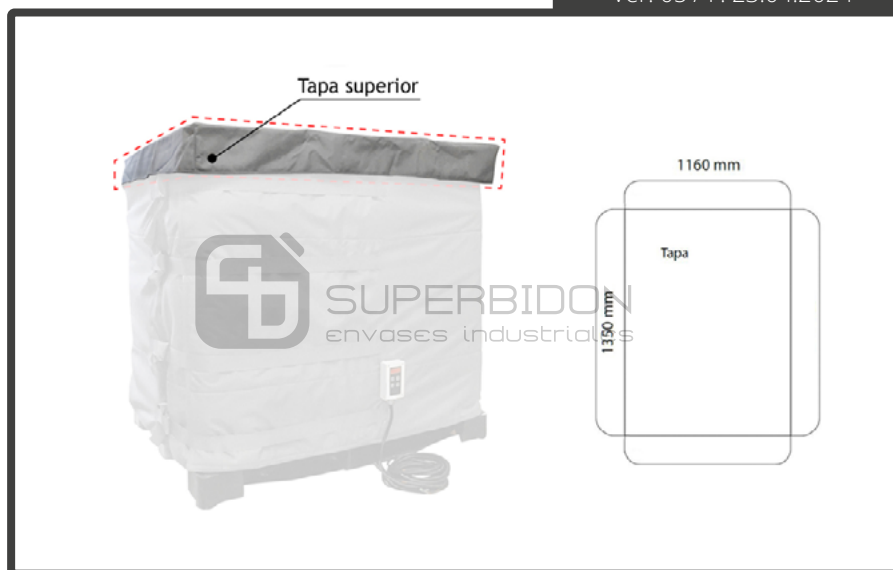 Tapa superior
1160 mm
Tapa
1350 mm
SUPERBIDON
envases industriales